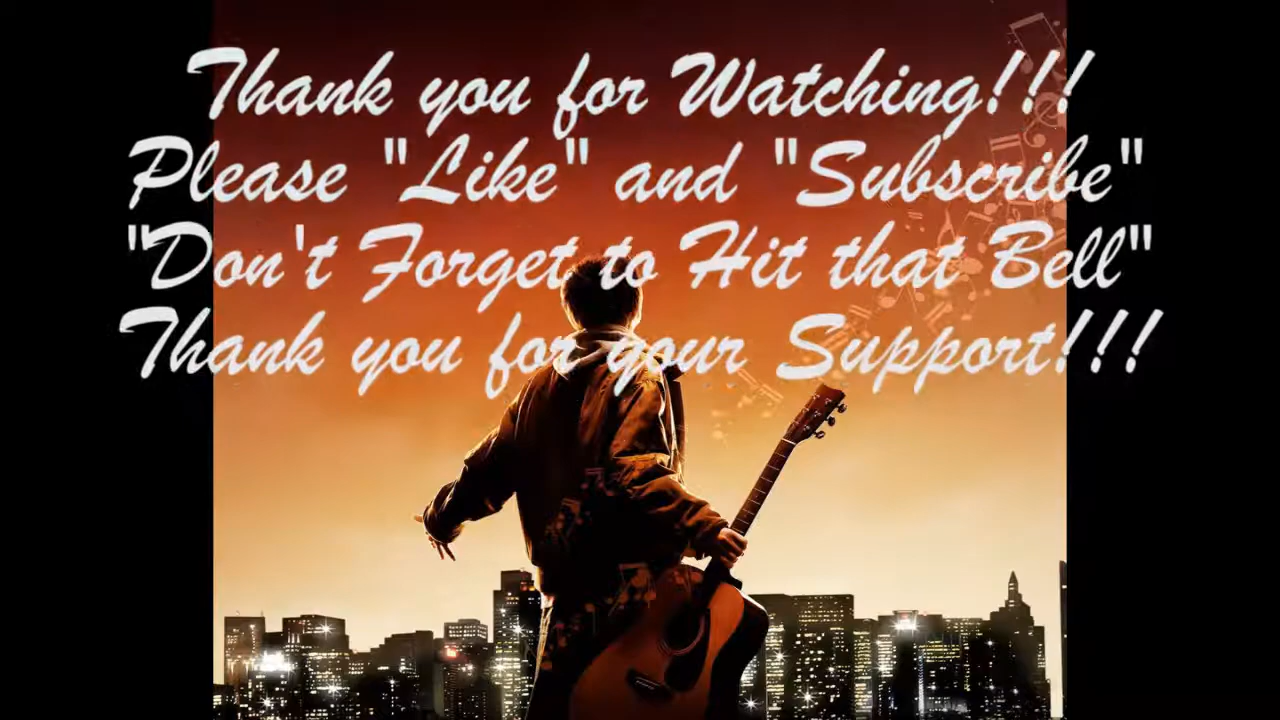 Thank you for Watching!!!
Please "Like" and "Subscribe"
"Don't Forget to Hit that Bell"
Thank you for your Support!!!